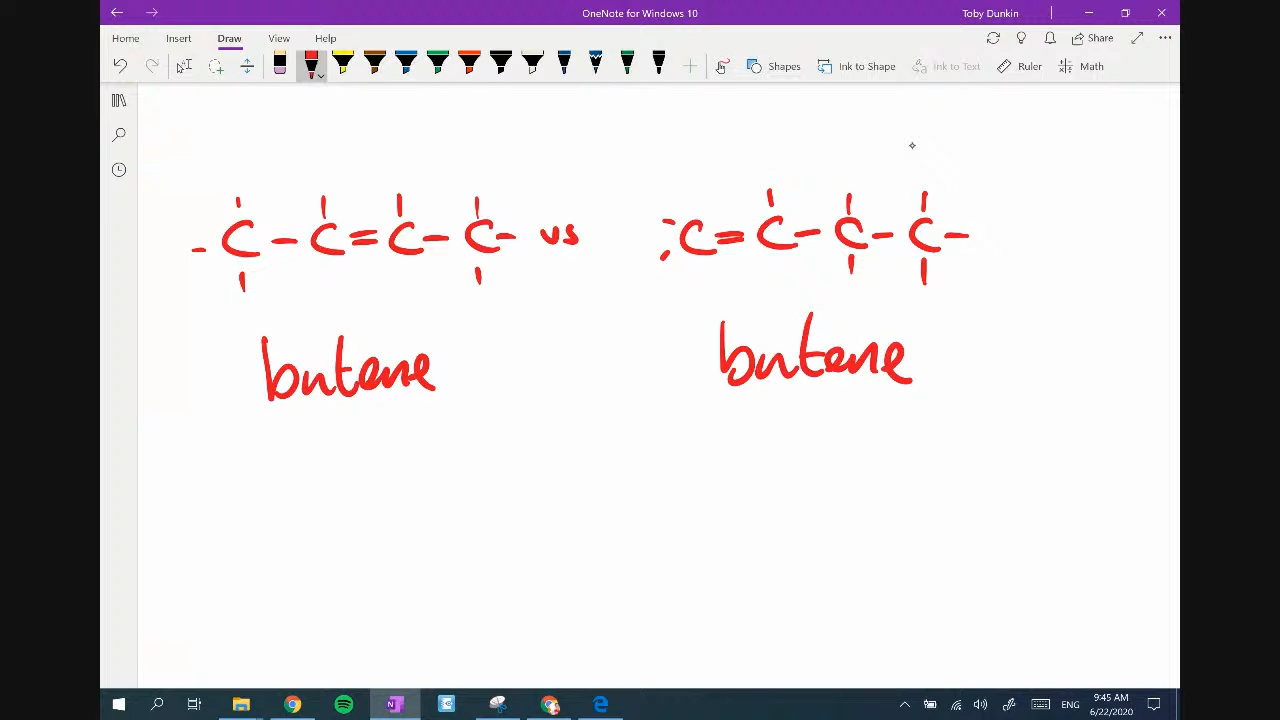 OneNote for Windows 10
Toby Dunkin
Home Insert Draw View Help
Share
Shapes Ink to Shape Ink to Text Ruler Math
- C - C = C - C - vs
C = C - C - C -
butene
butene
ENG
9:45 AM
6/22/2020